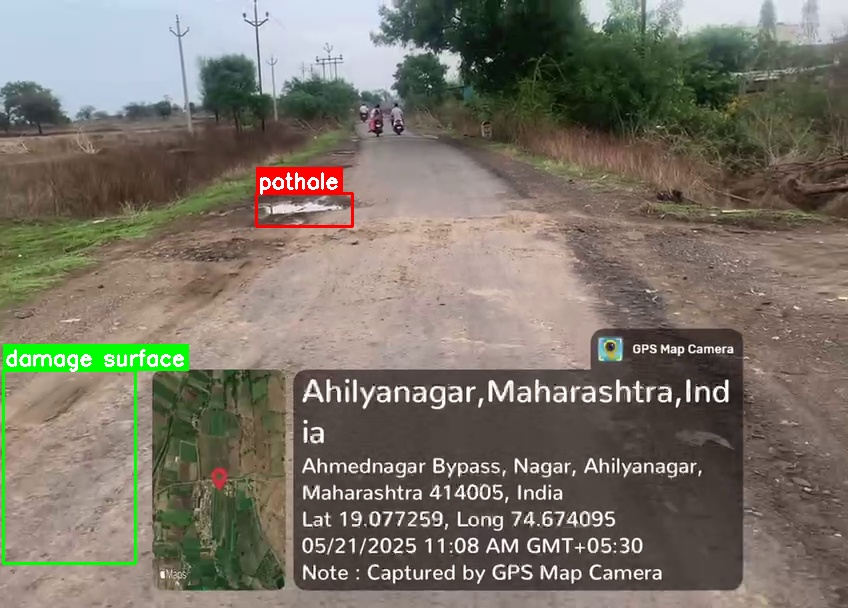 pothole
damage surface
GPS Map Camera
Ahilyanagar,Maharashtra,Ind
ia
Ahmednagar Bypass, Nagar, Ahilyanagar,
Maharashtra 414005, India
Lat 19.077259, Long 74.674095
05/21/2025 11:08 AM GMT+05:30
Note : Captured by GPS Map Camera
Maps